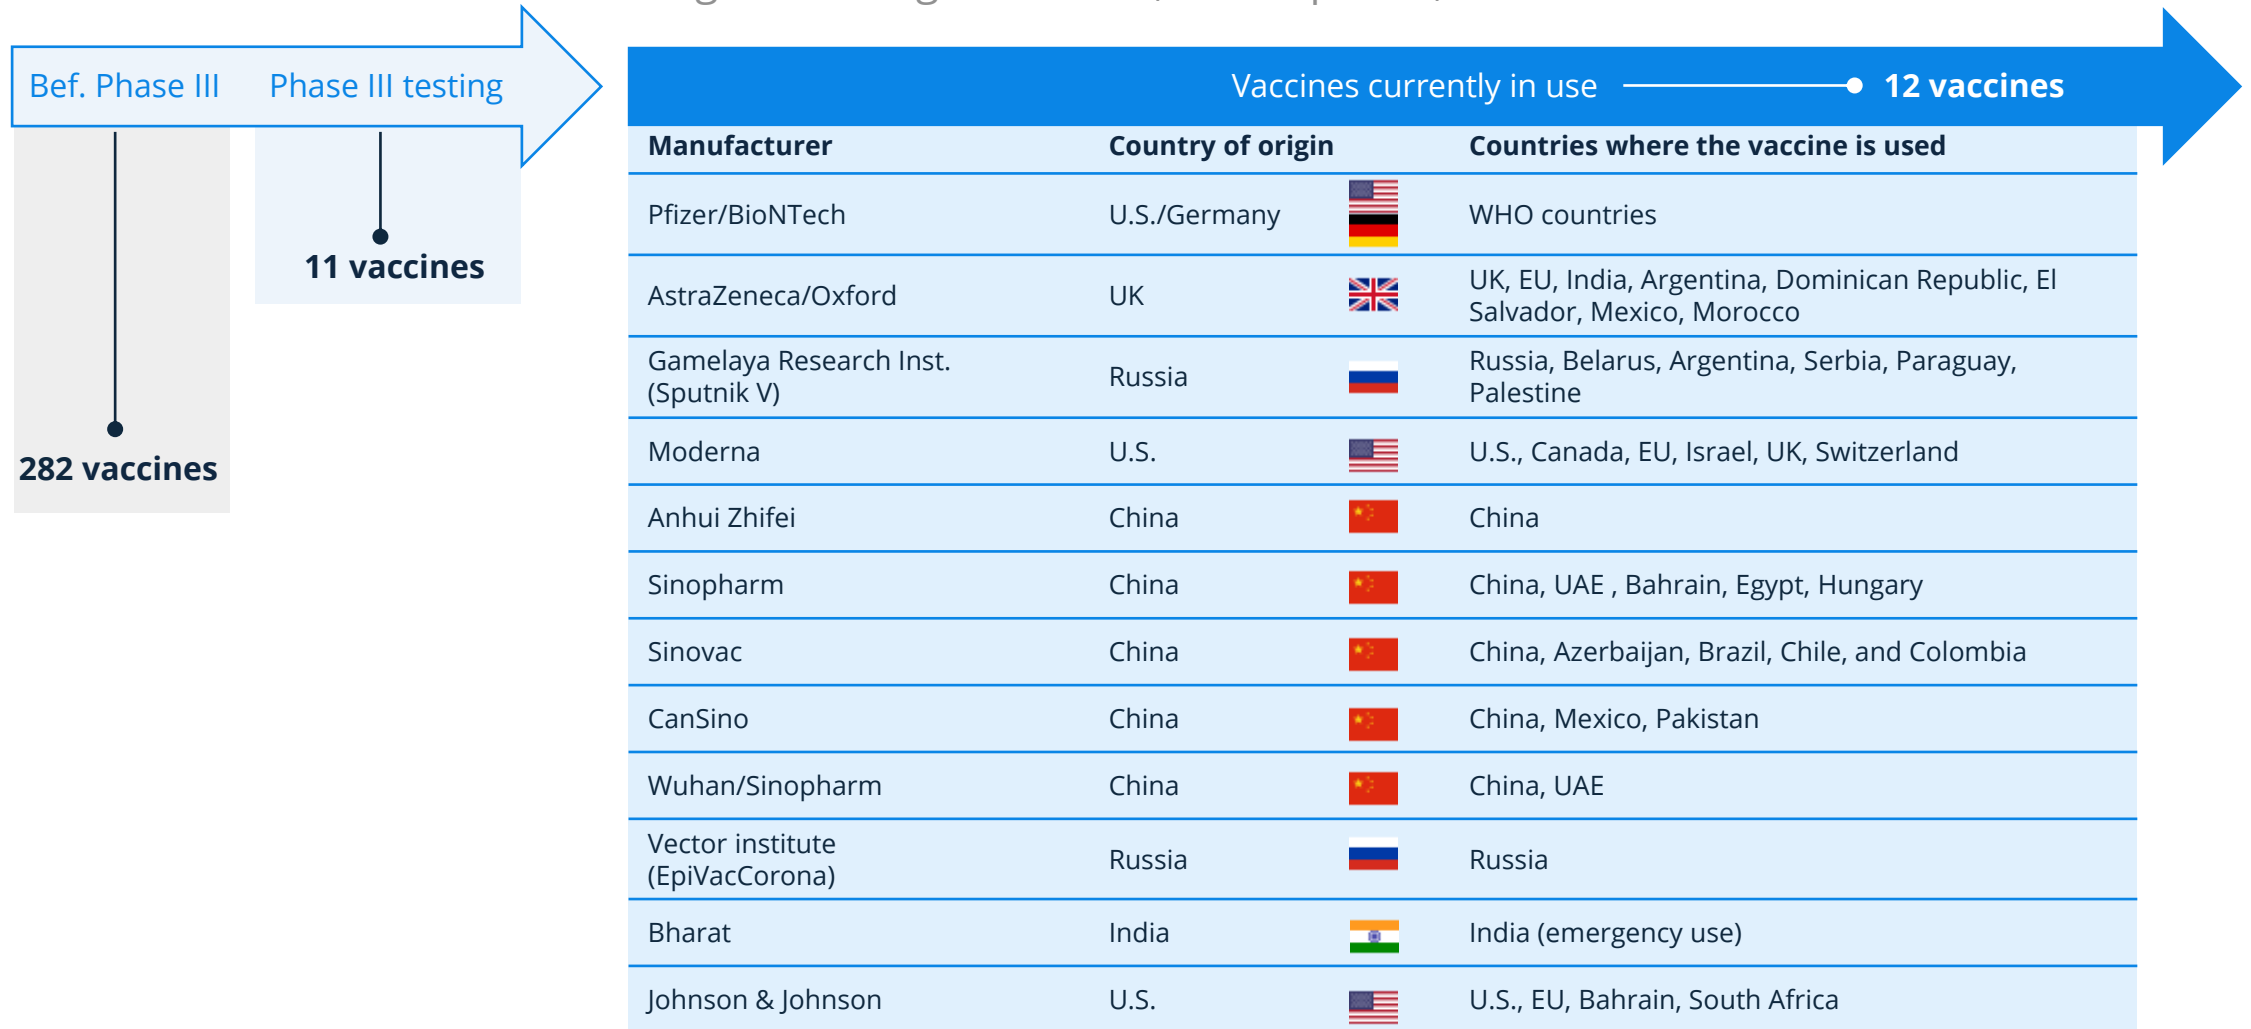 Bef. Phase III
Phase III testing
Vaccines currently in use
12 vaccines
11 vaccines
282 vaccines
Manufacturer Country of origin Countries where the vaccine is used
Pfizer/BioNTech U.S./Germany WHO countries
AstraZeneca/Oxford UK UK, EU, India, Argentina, Dominican Republic, El
Salvador, Mexico, Morocco
Gamelaya Research Inst.
(Sputnik V)
Russia
Russia, Belarus, Argentina, Serbia, Paraguay,
Palestine
Moderna U.S. U.S., Canada, EU, Israel, UK, Switzerland
Anhui Zhifei China China
Sinopharm China China, UAE , Bahrain, Egypt, Hungary
Sinovac China China, Azerbaijan, Brazil, Chile, and Colombia
CanSino China China, Mexico, Pakistan
Wuhan/Sinopharm China China, UAE
Vector institute
(EpiVacCorona)
Russia
Russia
Bharat India India (emergency use)
Johnson & Johnson U.S. U.S., EU, Bahrain, South Africa